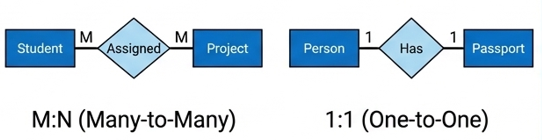 Student M Assigned M Project
Person 1 Has 1 Passport
M:N (Many-to-Many)
1:1 (One-to-One)